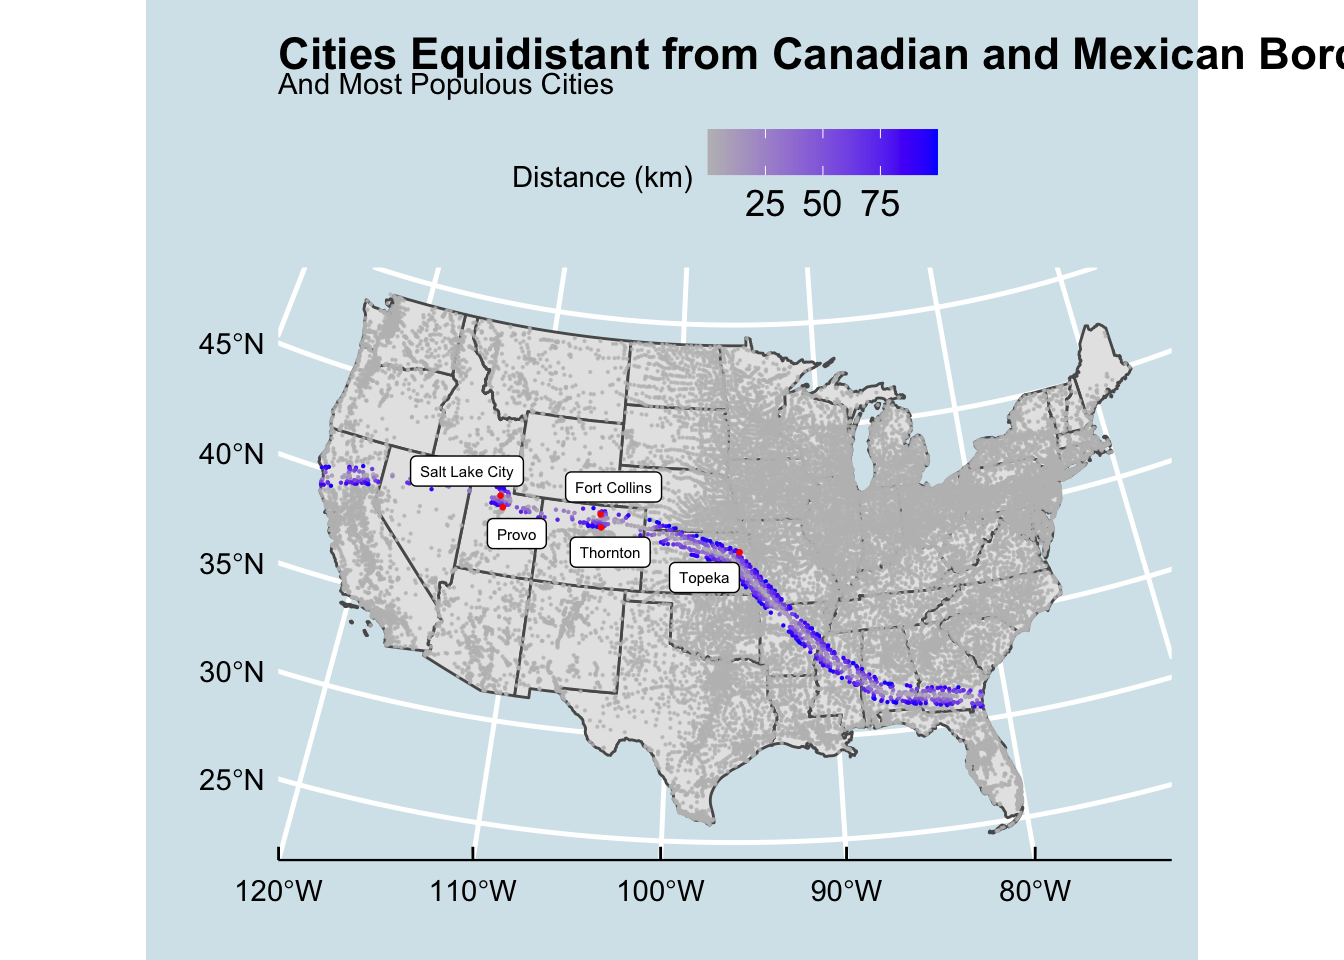 Cities Equidistant from Canadian and Mexican Bord
And Most Populous Cities
Distance (km)
25 50 75
45°N
40°N
35°N
30°N
25°N
Salt Lake City
Fort Collins
Provo
Thornton
Topeka
120°W 110°W 100°W 90°W 80°W